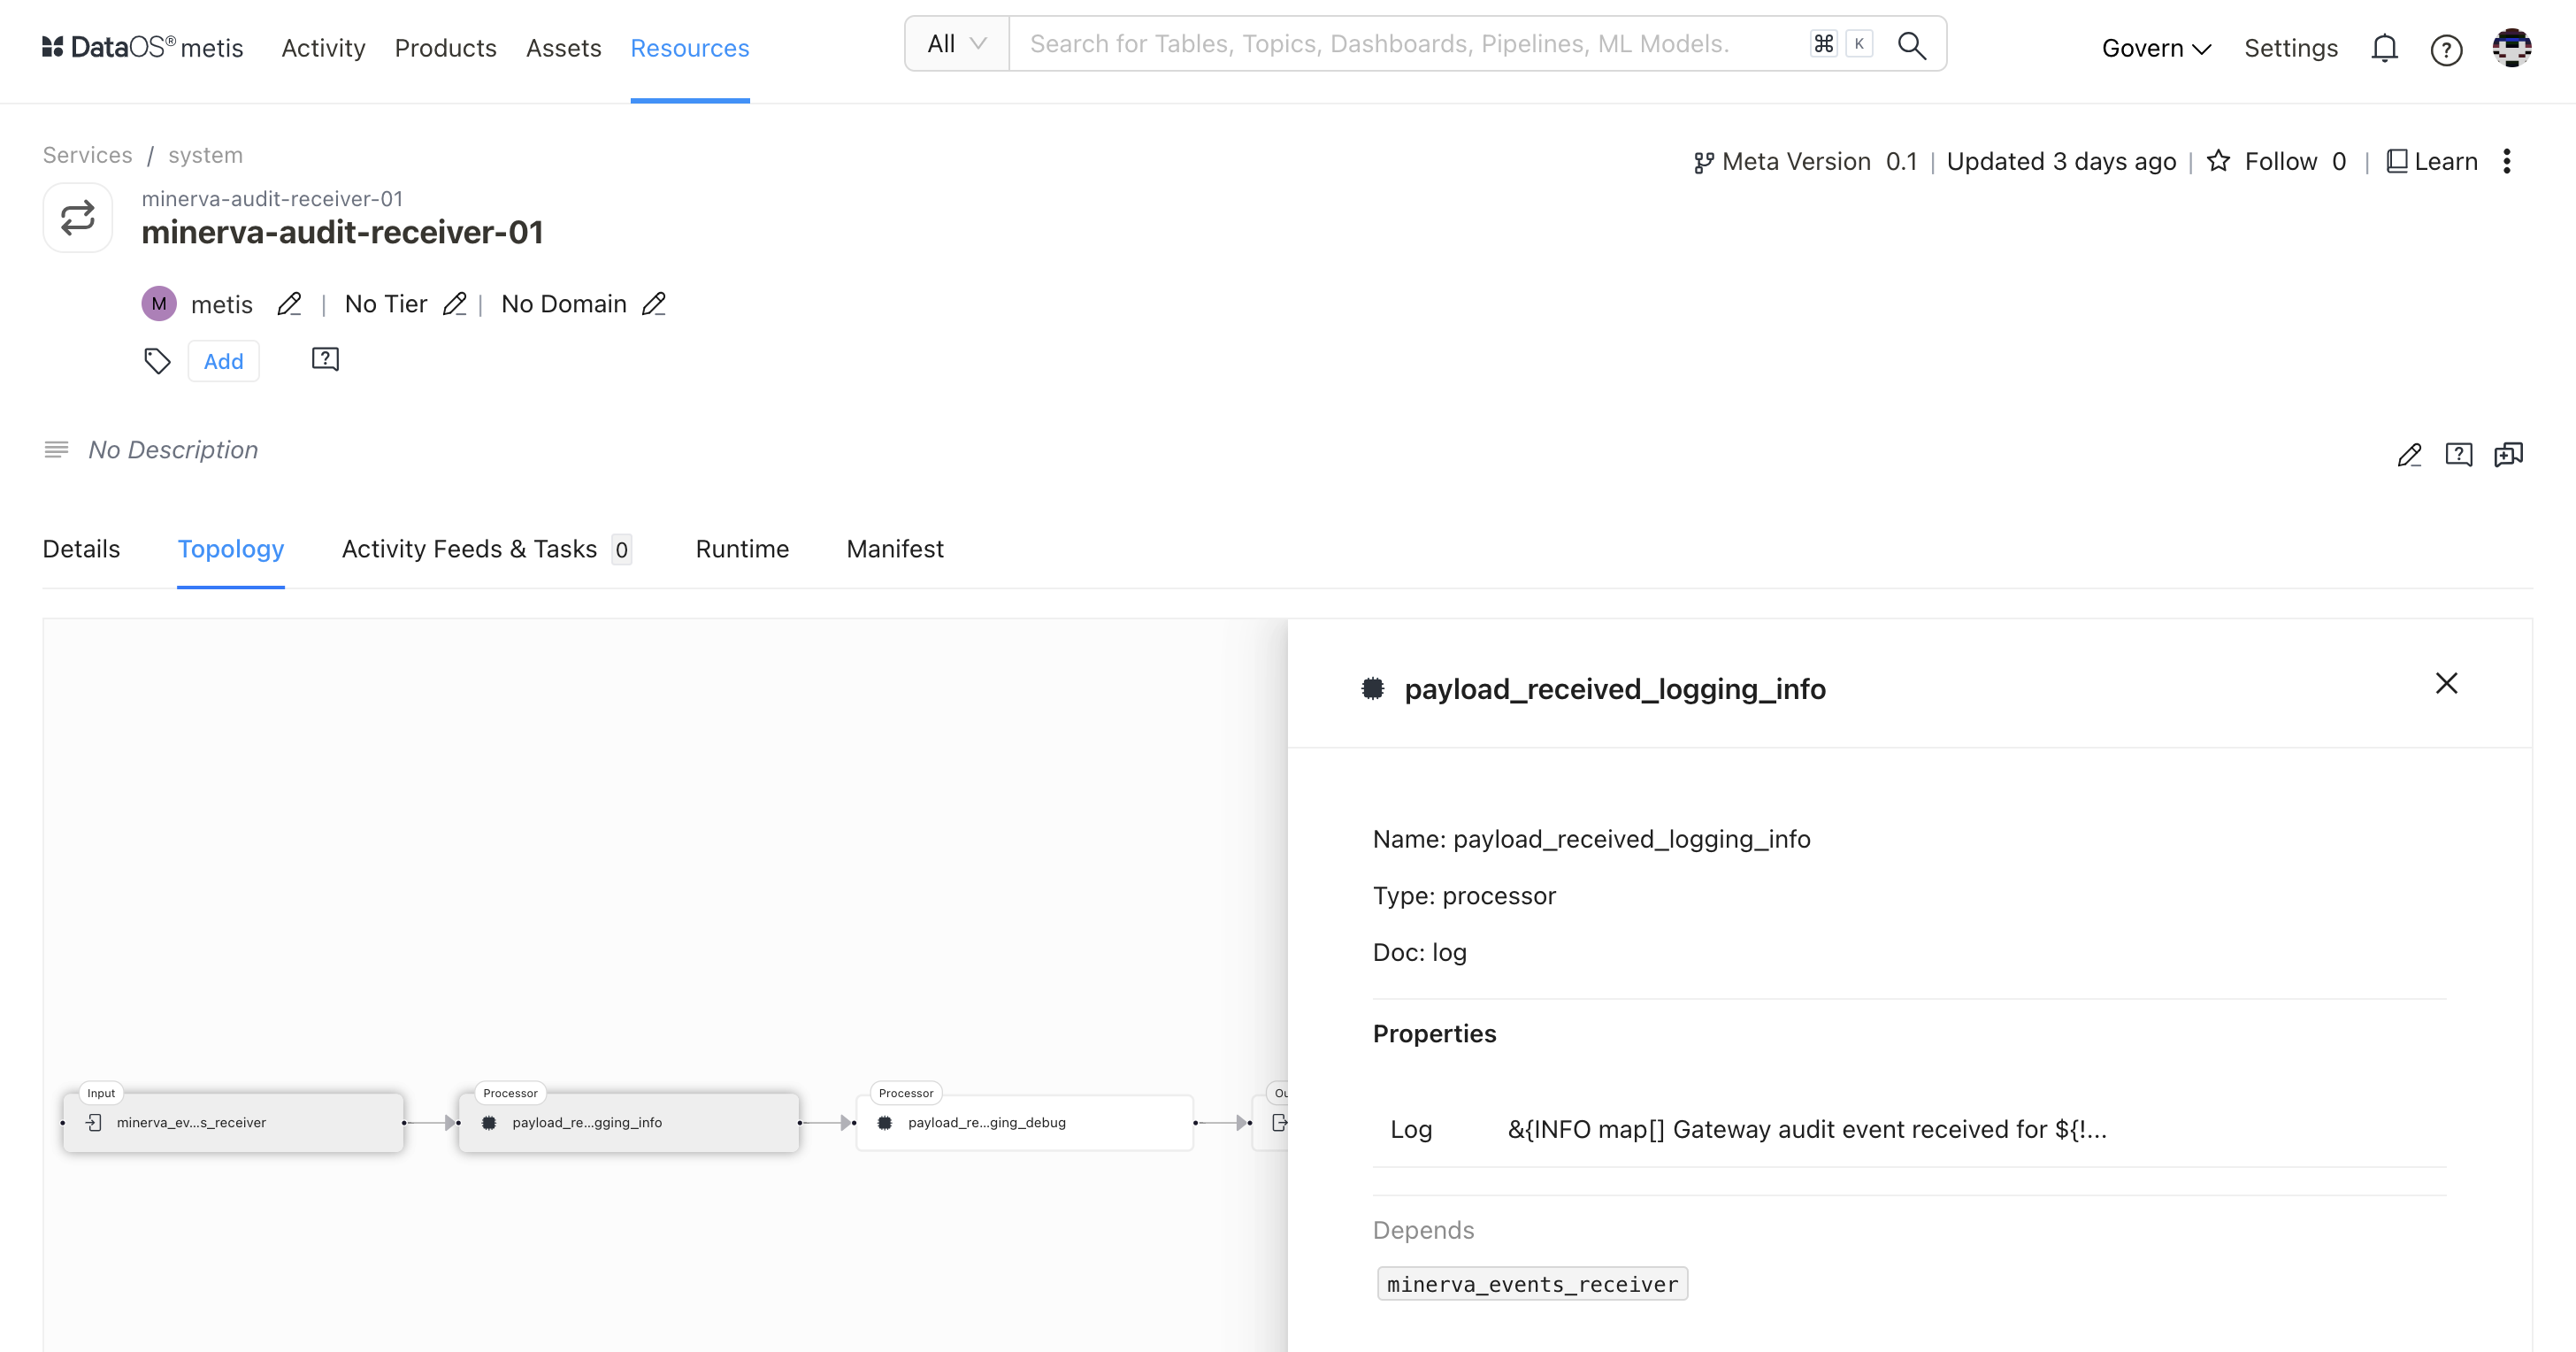 DataOS® metis Activity Products Assets Resources All Search for Tables, Topics, Dashboards, Pipelines, ML Models. ⌘ K Govern Settings
Services / system
Meta Version 0.1 | Updated 3 days ago | Follow 0 | Learn
minerva-audit-receiver-01
minerva-audit-receiver-01
M metis | No Tier | No Domain
Add
No Description
Details Topology Activity Feeds & Tasks 0 Runtime Manifest
payload_received_logging_info
Name: payload_received_logging_info
Type: processor
Doc: log
Properties
Log &{INFO map[] Gateway audit event received for ${!...
Depends
minerva_events_receiver
Input
minerva_ev...s_receiver
Processor
payload_re...gging_info
Processor
payload_re...ging_debug
Ou